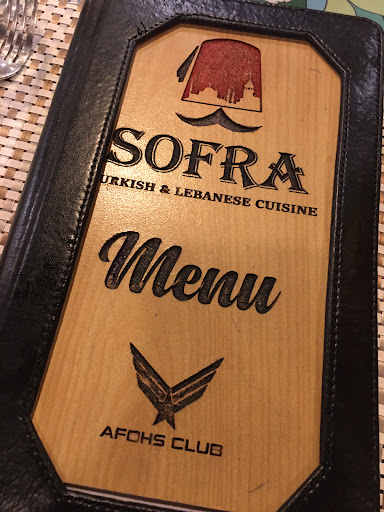 SOFRA
URKISH & LEBANESE CUISINE
Menu
AFOHS CLUB